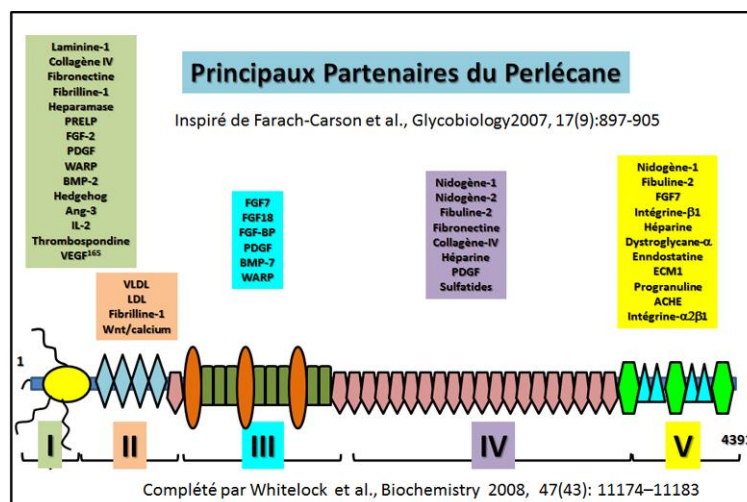 Principaux Partenaires du Perlécane
Inspiré de Farach-Carson et al., Glycobiology2007, 17(9):897-905
Laminine-1
Collagène IV
Fibronectine
Fibrilline-1
Heparamase
PRELP
FGF-2
PDGF
WARP
BMP-2
Hedgehog
Ang-3
IL-2
Thrombospondine
VEGF¹⁶⁵
VLDL
LDL
Fibrilline-1
Wnt/calcium
FGF7
FGF18
FGF-BP
PDGF
BMP-7
WARP
Nidogène-1
Nidogène-2
Fibuline-2
Fibronectine
Collagène-IV
Héparine
PDGF
Sulfatides
Nidogène-1
Fibuline-2
FGF7
Intégrine-β1
Héparine
Dystroglycane-α
Enndostatine
ECM1
Progranuline
ACHE
Intégrine-α2β1
1
I
II
III
IV
V
4391
Complété par Whitelock et al., Biochemistry 2008, 47(43): 11174–11183